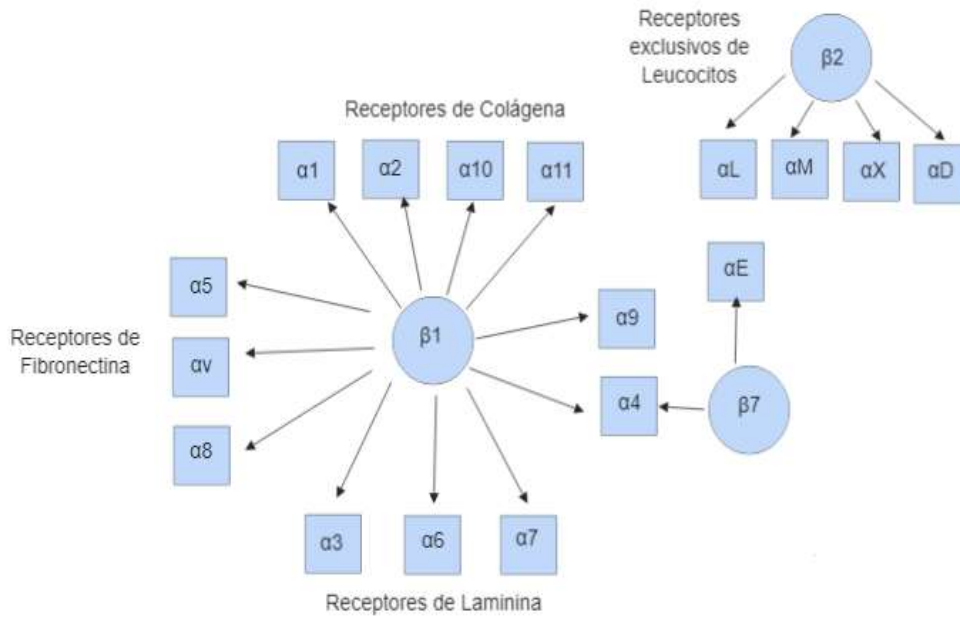 Receptores
exclusivos de
Leucocitos
β2
αL
αM
αX
αD
Receptores de Colágena
α1
α2
α10
α11
αE
α5
α9
Receptores de
Fibronectina
αv
β1
α4
β7
α8
α3
α6
α7
Receptores de Laminina